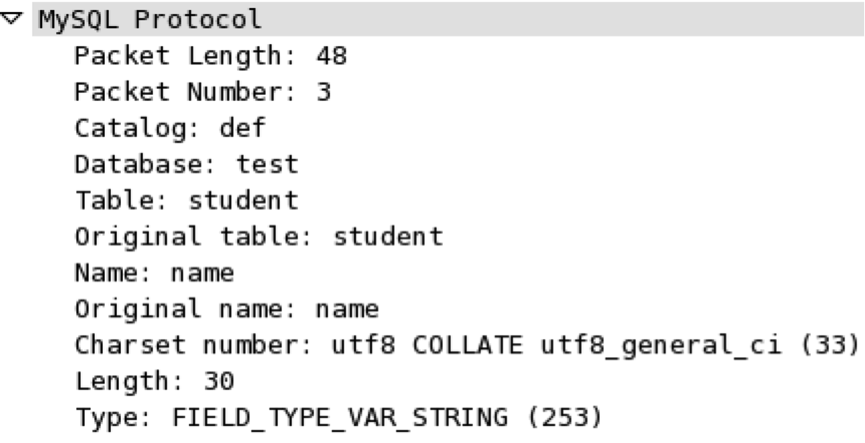 MySQL Protocol
Packet Length: 48
Packet Number: 3
Catalog: def
Database: test
Table: student
Original table: student
Name: name
Original name: name
Charset number: utf8 COLLATE utf8_general_ci (33)
Length: 30
Type: FIELD_TYPE_VAR_STRING (253)